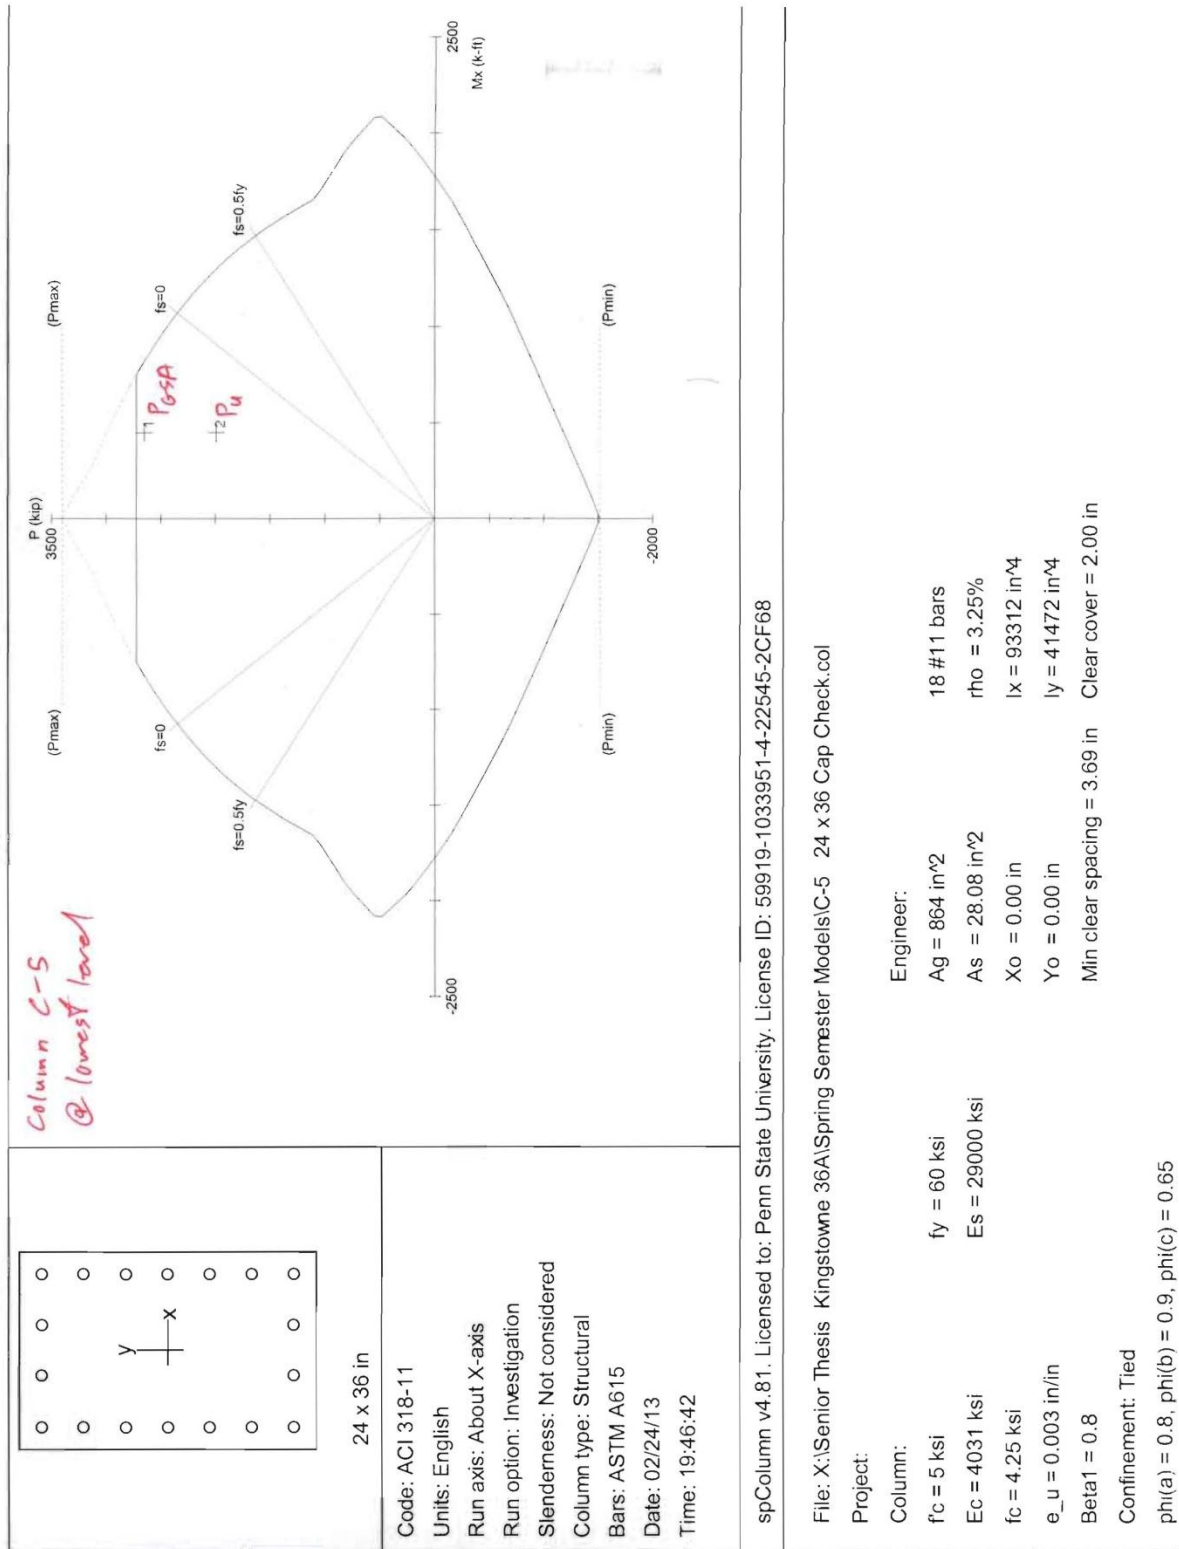 Column C-5
@ lowest level
P (kip)
3500
(Pmax)
(Pmax)
fs=0
fs=0
fs=0.5fy
fs=0.5fy
1 PGSA
2 Pu
-2500
2500
Mx (k-ft)
(Pmin)
(Pmin)
-2000
y
x
24 x 36 in
Code: ACI 318-11
Units: English
Run axis: About X-axis
Run option: Investigation
Slenderness: Not considered
Column type: Structural
Bars: ASTM A615
Date: 02/24/13
Time: 19:46:42
spColumn v4.81. Licensed to: Penn State University. License ID: 59919-1033951-4-22545-2CF68
File: X:\Senior Thesis Kingstowne 36A\Spring Semester Models\C-5 24 x 36 Cap Check.col
Project:
Column: Engineer:
f'c = 5 ksi fy = 60 ksi Ag = 864 in^2 18 #11 bars
Ec = 4031 ksi Es = 29000 ksi As = 28.08 in^2 rho = 3.25%
fc = 4.25 ksi Xo = 0.00 in Ix = 93312 in^4
e_u = 0.003 in/in Yo = 0.00 in Iy = 41472 in^4
Beta1 = 0.8 Min clear spacing = 3.69 in Clear cover = 2.00 in
Confinement: Tied
phi(a) = 0.8, phi(b) = 0.9, phi(c) = 0.65